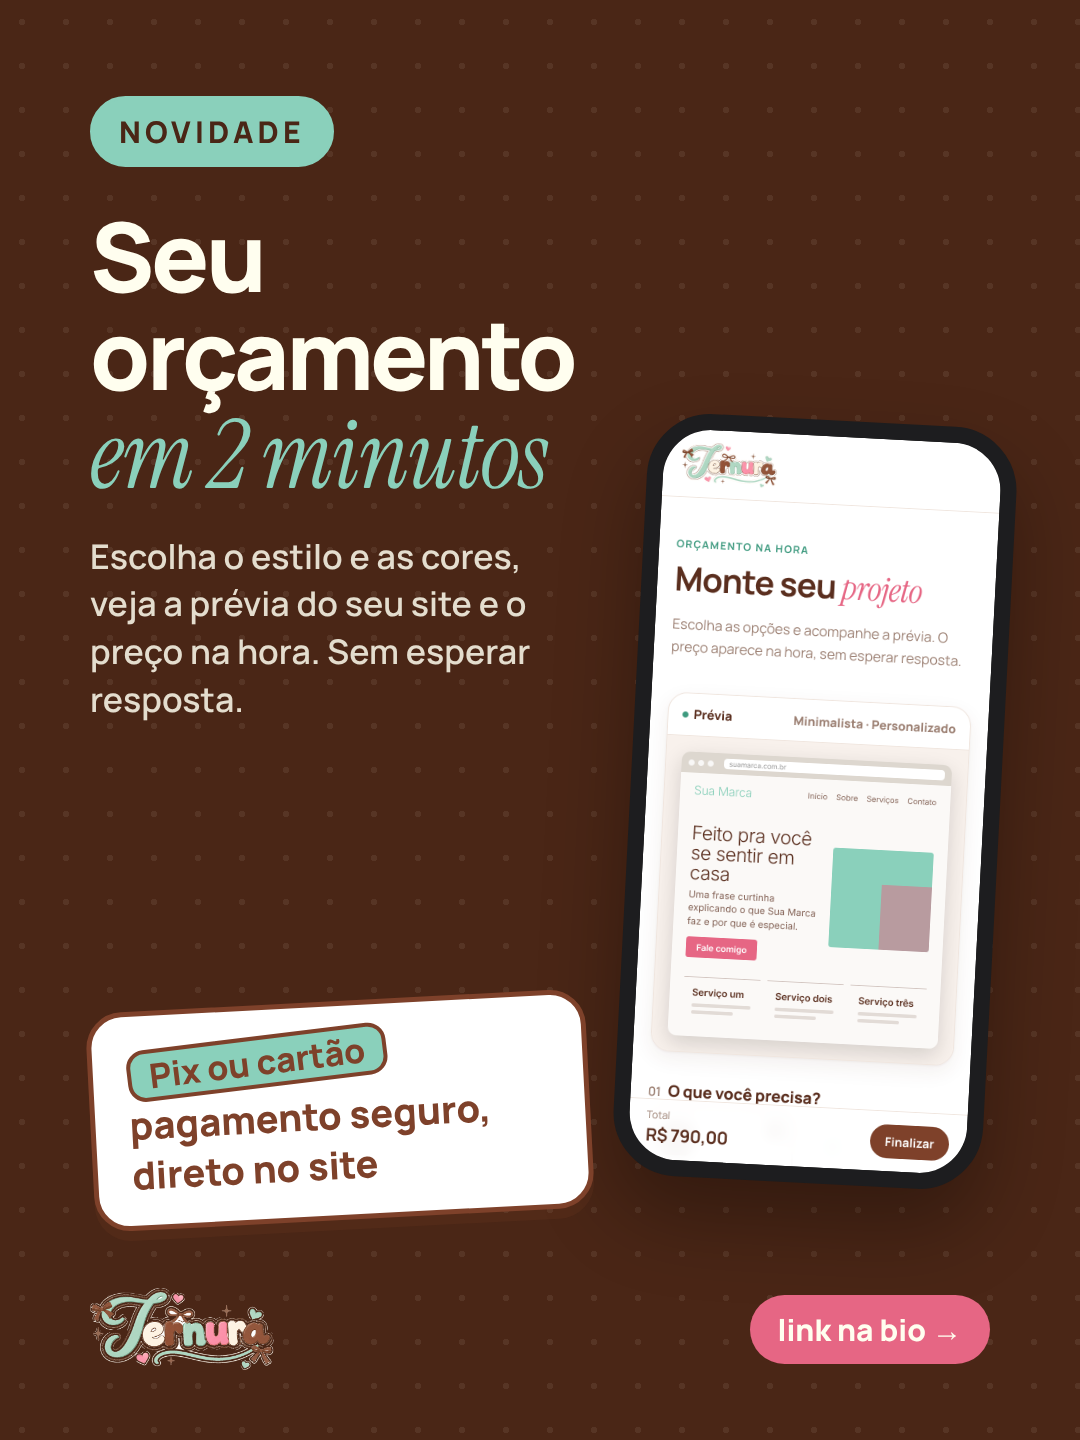 NOVIDADE
Seu
orçamento
em 2 minutos
Escolha o estilo e as cores,
veja a prévia do seu site e o
preço na hora. Sem esperar
resposta.
Ternura
ORÇAMENTO NA HORA
Monte seu projeto
Escolha as opções e acompanhe a prévia. O
preço aparece na hora, sem esperar resposta.
Prévia
Minimalista · Personalizado
suamarca.com.br
Sua Marca
Início Sobre Serviços Contato
Feito pra você
se sentir em
casa
Uma frase curtinha
explicando o que Sua Marca
faz e por que é especial.
Fale comigo
Serviço um
Serviço dois
Serviço três
01 O que você precisa?
Total
R$ 790,00
Finalizar
Pix ou cartão
pagamento seguro,
direto no site
Ternura
link na bio →